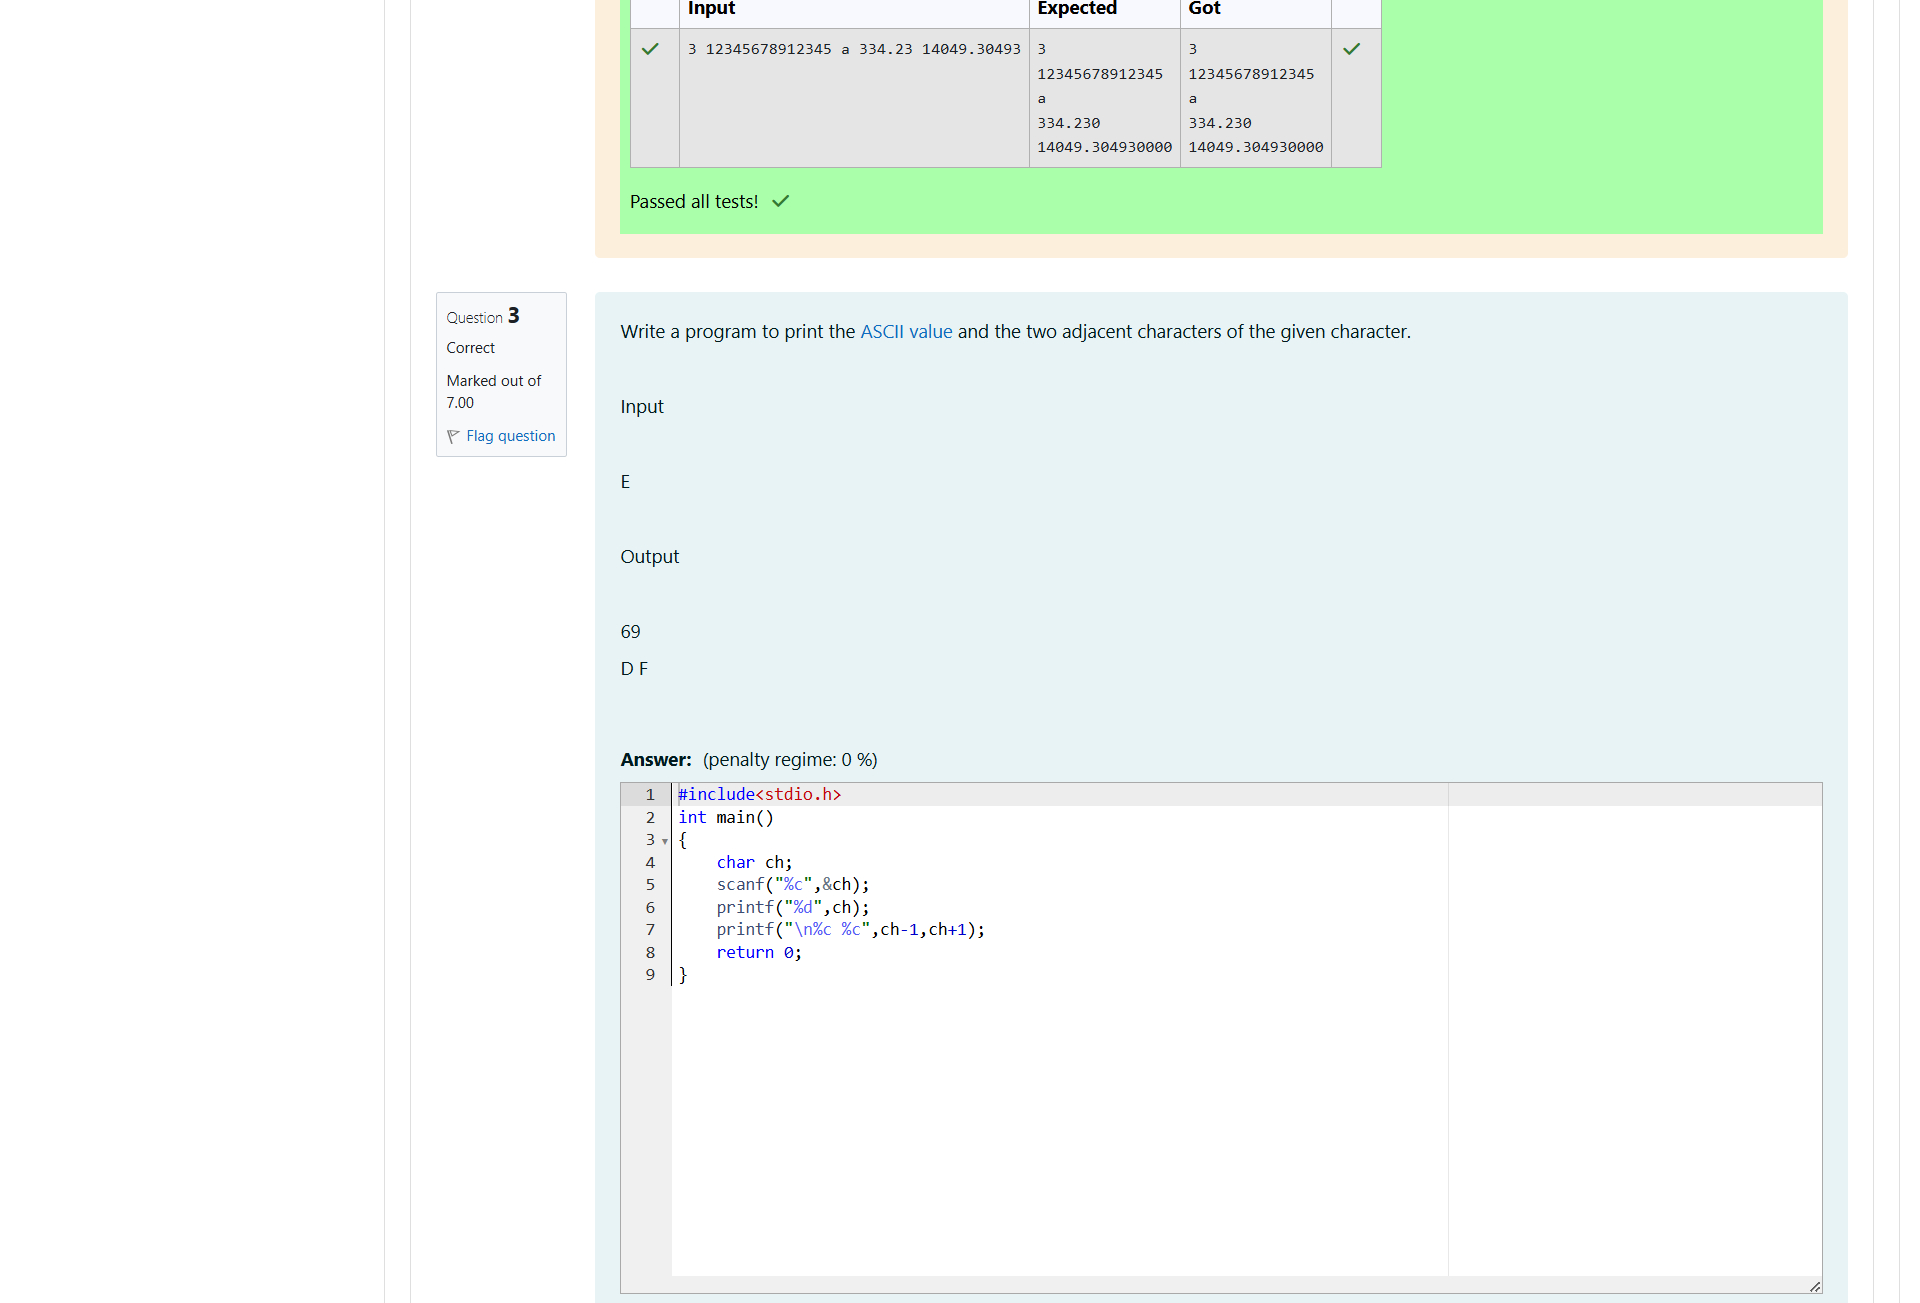 Input Expected Got
3 12345678912345 a 334.23 14049.30493 3 3
12345678912345 12345678912345
a a
334.230 334.230
14049.304930000 14049.304930000
Passed all tests!
Question 3
Correct
Marked out of
7.00
Flag question
Write a program to print the ASCII value and the two adjacent characters of the given character.
Input
E
Output
69
D F
Answer: (penalty regime: 0 %)
1 #include<stdio.h>
2 int main()
3 {
4 char ch;
5 scanf("%c",&ch);
6 printf("%d",ch);
7 printf("\n%c %c",ch-1,ch+1);
8 return 0;
9 }